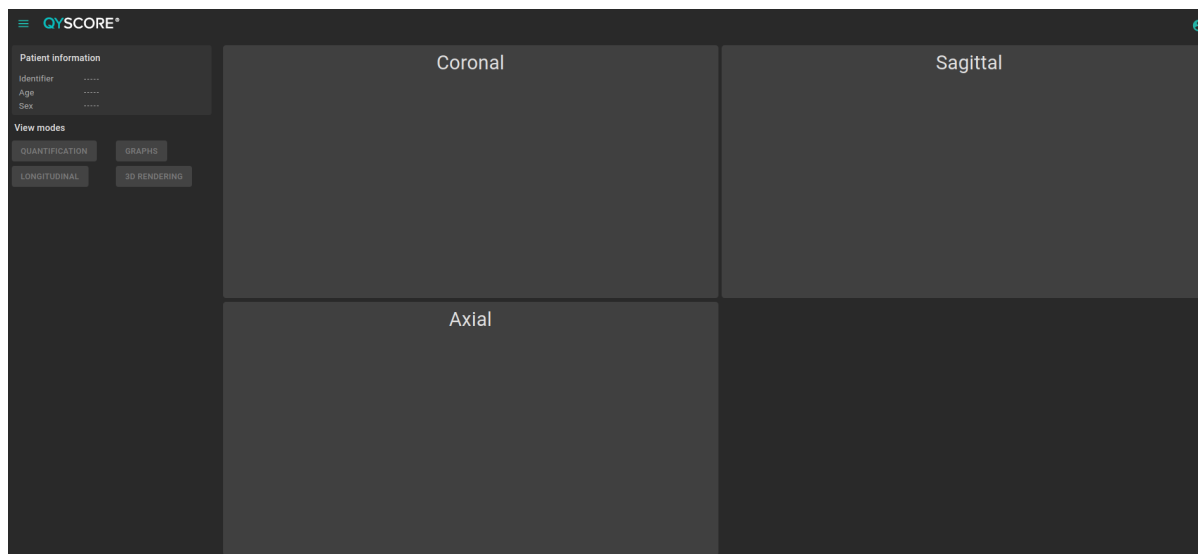 QYSCORE®
Patient information
Identifier -----
Age -----
Sex -----
View modes
QUANTIFICATION GRAPHS
LONGITUDINAL 3D RENDERING
Coronal
Sagittal
Axial